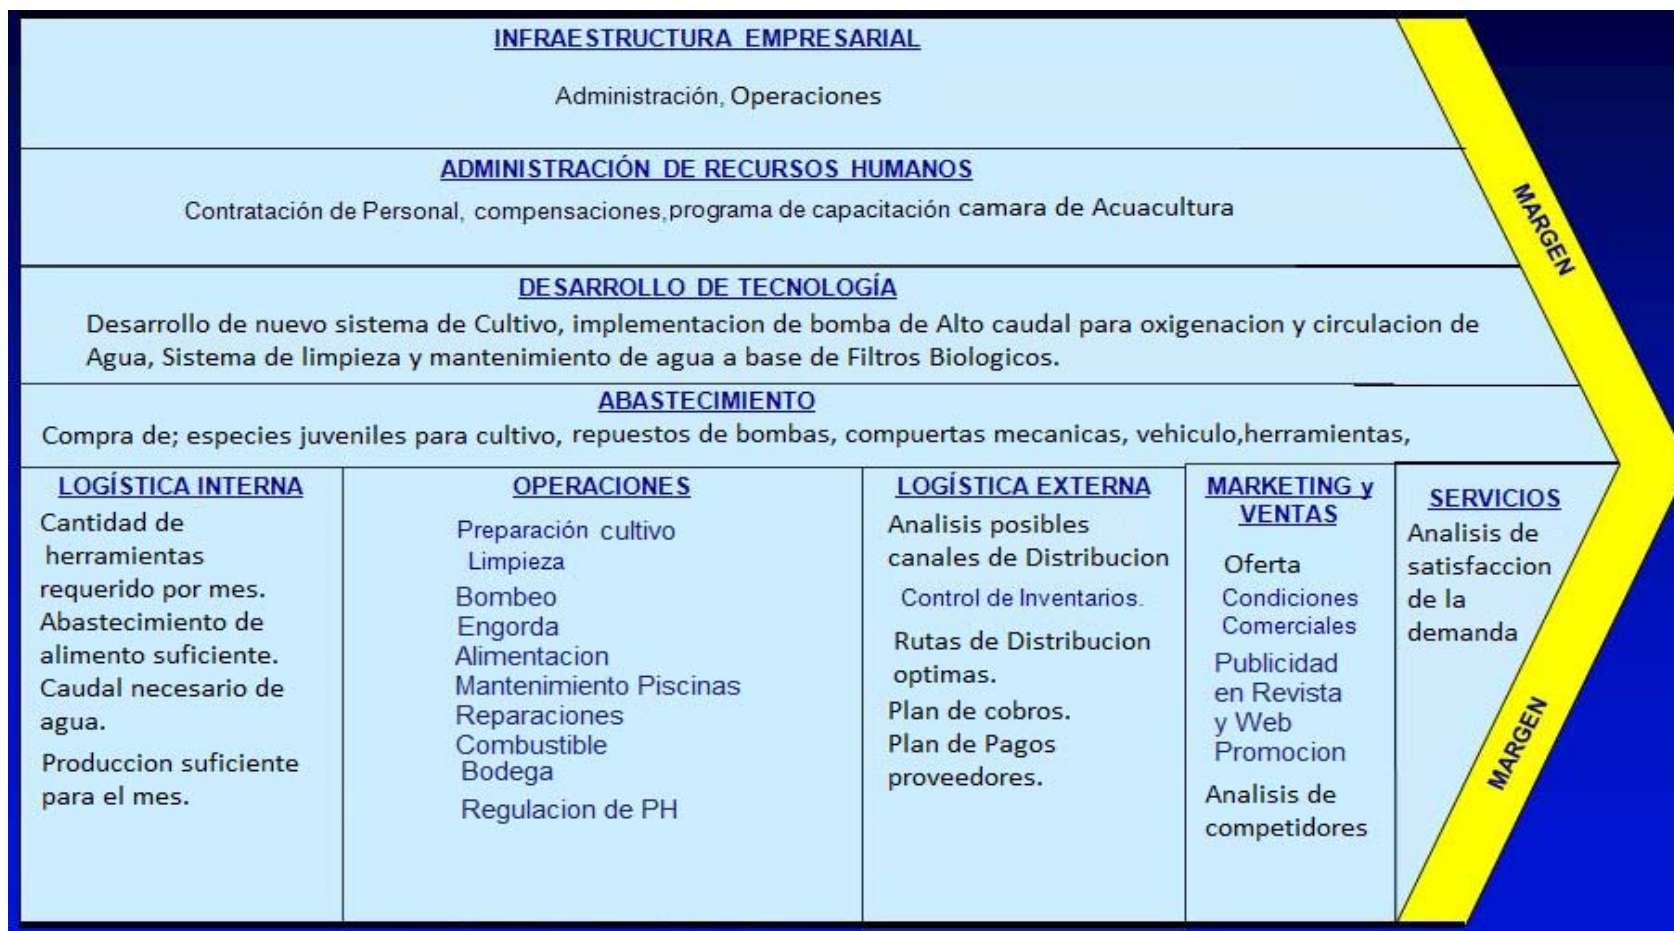 INFRAESTRUCTURA EMPRESARIAL
Administración, Operaciones
ADMINISTRACIÓN DE RECURSOS HUMANOS
Contratación de Personal, compensaciones,programa de capacitación camara de Acuacultura
DESARROLLO DE TECNOLOGÍA
Desarrollo de nuevo sistema de Cultivo, implementacion de bomba de Alto caudal para oxigenacion y circulacion de
Agua, Sistema de limpieza y mantenimiento de agua a base de Filtros Biologicos.
ABASTECIMIENTO
Compra de; especies juveniles para cultivo, repuestos de bombas, compuertas mecanicas, vehiculo,herramientas,
LOGÍSTICA INTERNA
Cantidad de
herramientas
requerido por mes.
Abastecimiento de
alimento suficiente.
Caudal necesario de
agua.
Produccion suficiente
para el mes.
OPERACIONES
Preparación cultivo
Limpieza
Bombeo
Engorda
Alimentacion
Mantenimiento Piscinas
Reparaciones
Combustible
Bodega
Regulacion de PH
LOGÍSTICA EXTERNA
Analisis posibles
canales de Distribucion
Control de Inventarios.
Rutas de Distribucion
optimas.
Plan de cobros.
Plan de Pagos
proveedores.
MARKETING y
VENTAS
Oferta
Condiciones
Comerciales
Publicidad
en Revista
y Web
Promocion
Analisis de
competidores
SERVICIOS
Analisis de
satisfaccion
de la
demanda
MARGEN
MARGEN